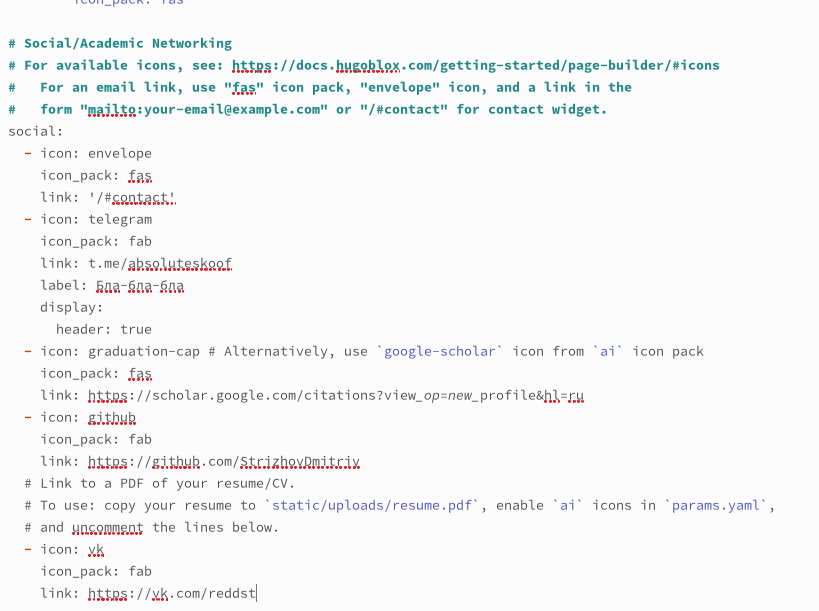 icon_pack: fas
# Social/Academic Networking
# For available icons, see: https://docs.hugoblox.com/getting-started/page-builder/#icons
#   For an email link, use "fas" icon pack, "envelope" icon, and a link in the
#   form "mailto:your-email@example.com" or "/#contact" for contact widget.
social:
  - icon: envelope
    icon_pack: fas
    link: '/#contact'
  - icon: telegram
    icon_pack: fab
    link: t.me/absoluteskoof
    label: Бла-бла-бла
    display:
      header: true
  - icon: graduation-cap # Alternatively, use `google-scholar` icon from `ai` icon pack
    icon_pack: fas
    link: https://scholar.google.com/citations?view_op=new_profile&hl=ru
  - icon: github
    icon_pack: fab
    link: https://github.com/StrizhovDmitriy
  # Link to a PDF of your resume/CV.
  # To use: copy your resume to `static/uploads/resume.pdf`, enable `ai` icons in `params.yaml`,
  # and uncomment the lines below.
  - icon: vk
    icon_pack: fab
    link: https://vk.com/reddst